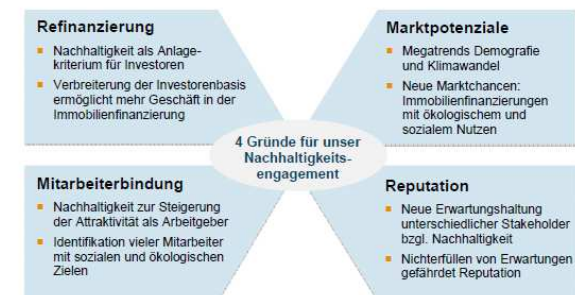 Refinanzierung
Nachhaltigkeit als Anlage-
kriterium für Investoren
Verbreiterung der Investorenbasis
ermöglicht mehr Geschäft in der
Immobilienfinanzierung
Marktpotenziale
Megatrends Demografie
und Klimawandel
Neue Marktchancen:
Immobilienfinanzierungen
mit ökologischem und
sozialem Nutzen
4 Gründe für unser
Nachhaltigkeits-
engagement
Mitarbeiterbindung
Nachhaltigkeit zur Steigerung
der Attraktivität als Arbeitgeber
Identifikation vieler Mitarbeiter
mit sozialen und ökologischen
Zielen
Reputation
Neue Erwartungshaltung
unterschiedlicher Stakeholder
bzgl. Nachhaltigkeit
Nichterfüllen von Erwartungen
gefährdet Reputation